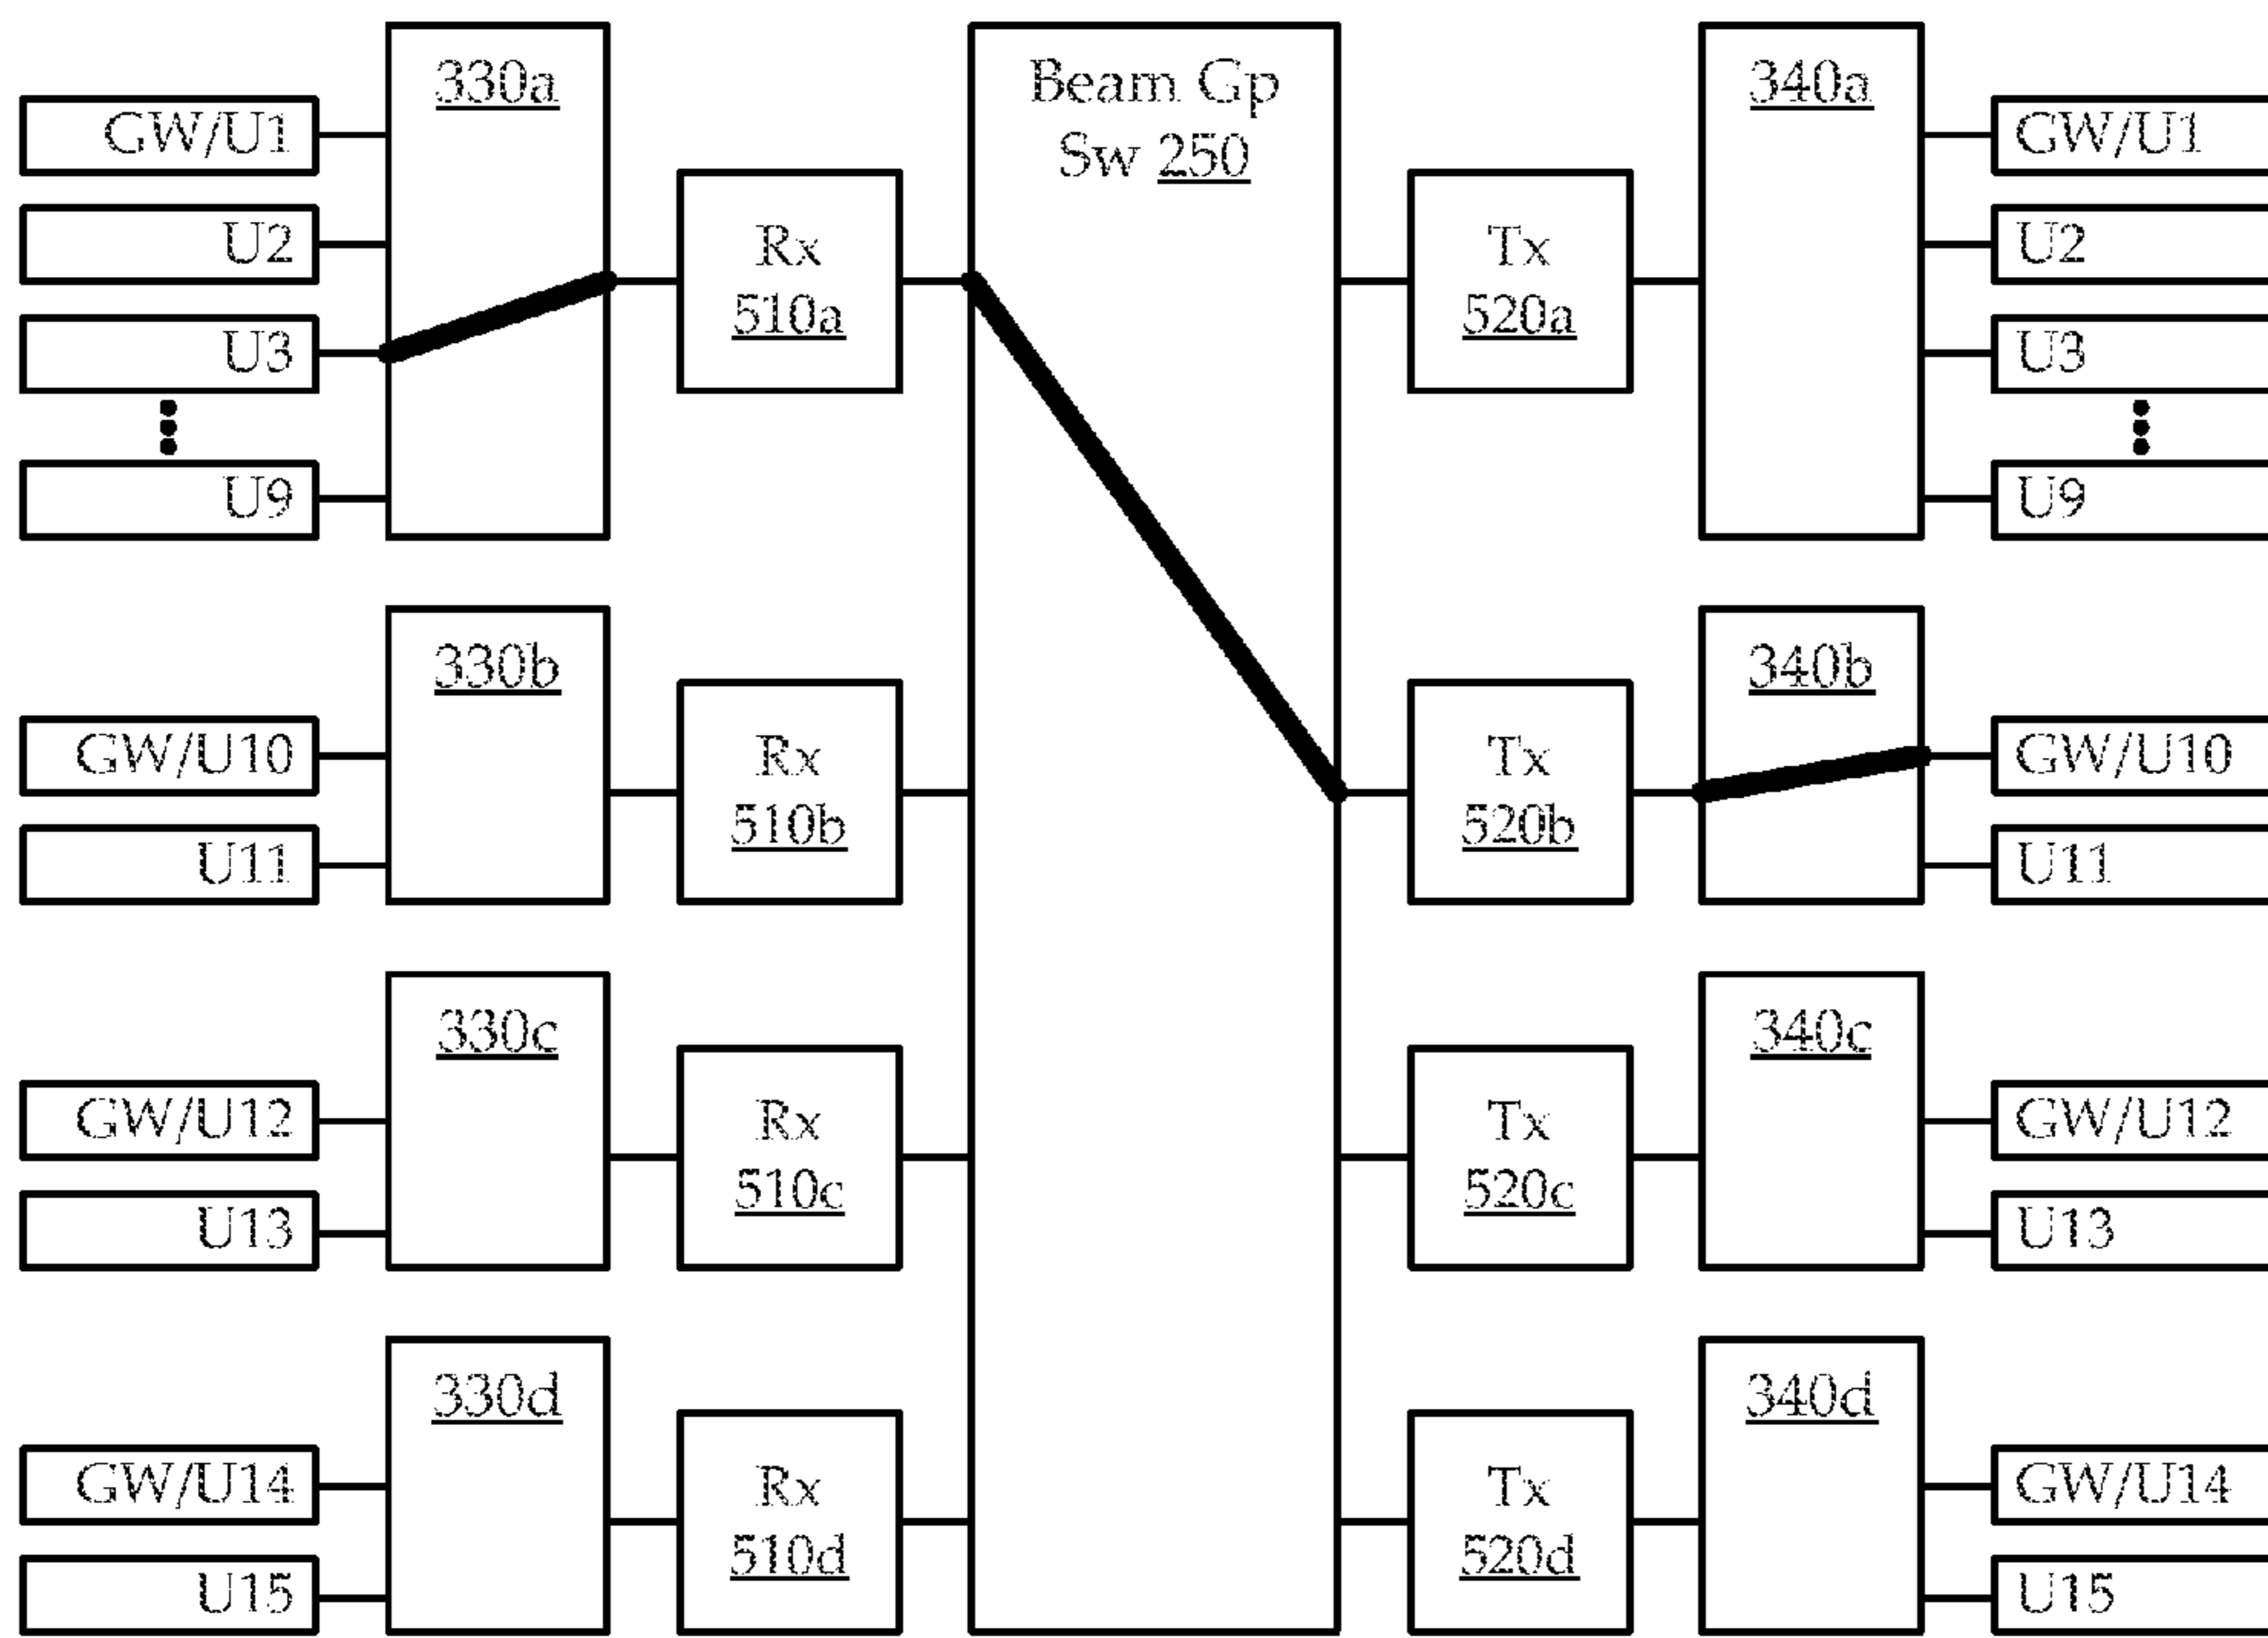 330a
Beam Gp
Sw 250
340a
GW/U1
GW/U1
U2
Rx
510a
Tx
520a
U2
U3
U3
U9
U9
330b
340b
GW/U10
Rx
510b
Tx
520b
GW/U10
U11
U11
330c
340c
GW/U12
Rx
510c
Tx
520c
GW/U12
U13
U13
330d
340d
GW/U14
Rx
510d
Tx
520d
GW/U14
U15
U15